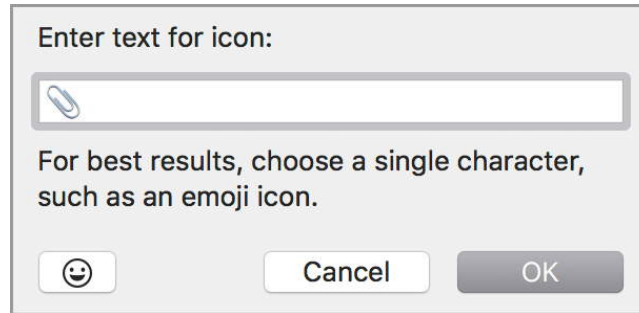 Enter text for icon:
📎
For best results, choose a single character,
such as an emoji icon.
Cancel
OK